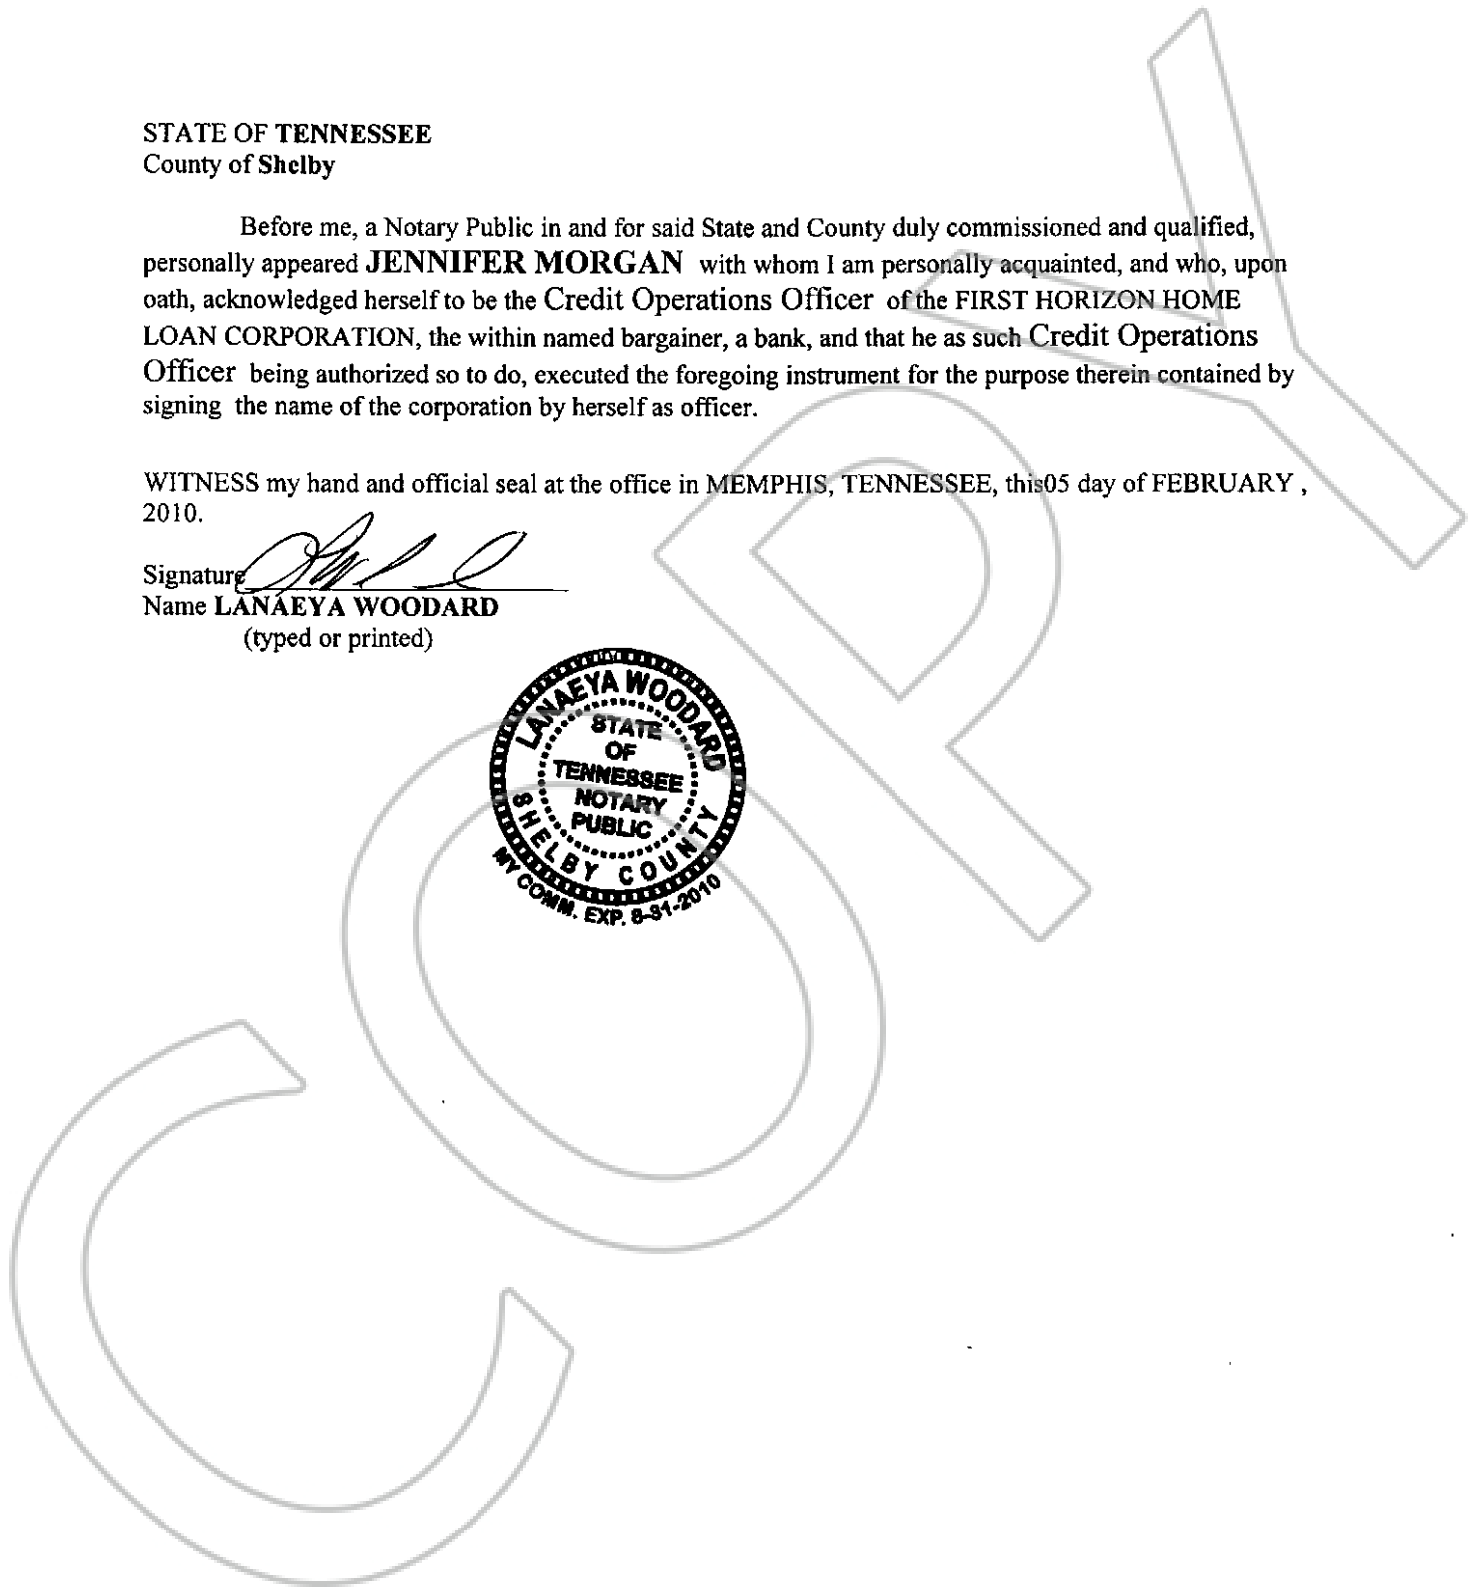 STATE OF TENNESSEE
County of Shelby
Before me, a Notary Public in and for said State and County duly commissioned and qualified,
personally appeared JENNIFER MORGAN with whom I am personally acquainted, and who, upon
oath, acknowledged herself to be the Credit Operations Officer of the FIRST HORIZON HOME
LOAN CORPORATION, the within named bargainer, a bank, and that he as such Credit Operations
Officer being authorized so to do, executed the foregoing instrument for the purpose therein contained by
signing the name of the corporation by herself as officer.
WITNESS my hand and official seal at the office in MEMPHIS, TENNESSEE, this05 day of FEBRUARY ,
2010.
Signature
Name LANAEYA WOODARD
(typed or printed)
LANAEYA WOODARD
STATE
OF
TENNESSEE
NOTARY
PUBLIC
SHELBY COUNTY
MY COMM. EXP. 8-31-2010
COPY